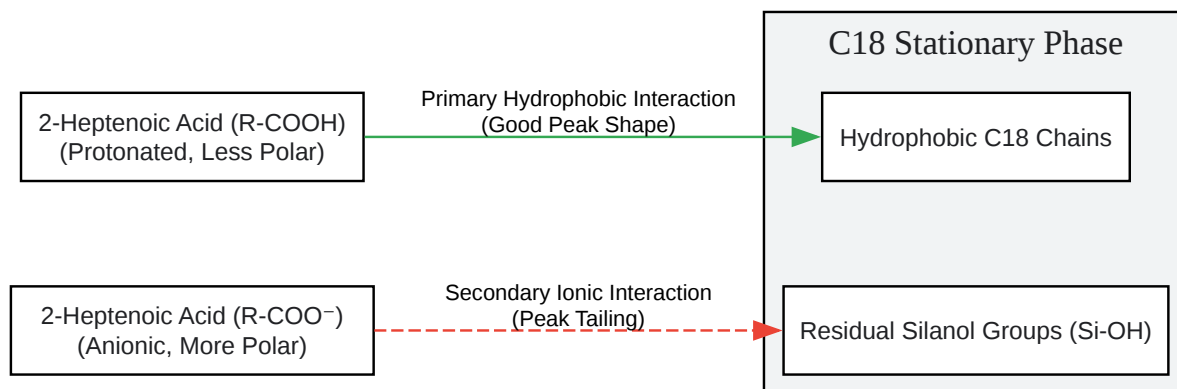 C18 Stationary Phase
2-Heptenoic Acid (R-COOH)
(Protonated, Less Polar)
Primary Hydrophobic Interaction
(Good Peak Shape)
Hydrophobic C18 Chains
2-Heptenoic Acid (R-COO⁻)
(Anionic, More Polar)
Secondary Ionic Interaction
(Peak Tailing)
Residual Silanol Groups (Si-OH)